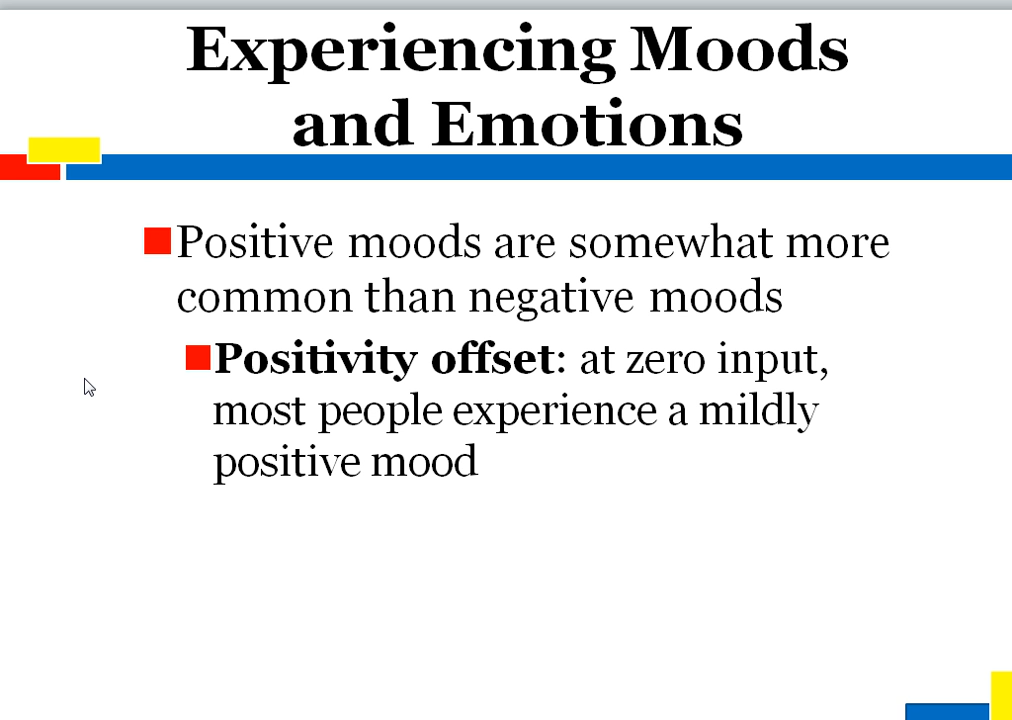 Experiencing Moods
and Emotions
Positive moods are somewhat more
common than negative moods
Positivity offset: at zero input,
most people experience a mildly
positive mood